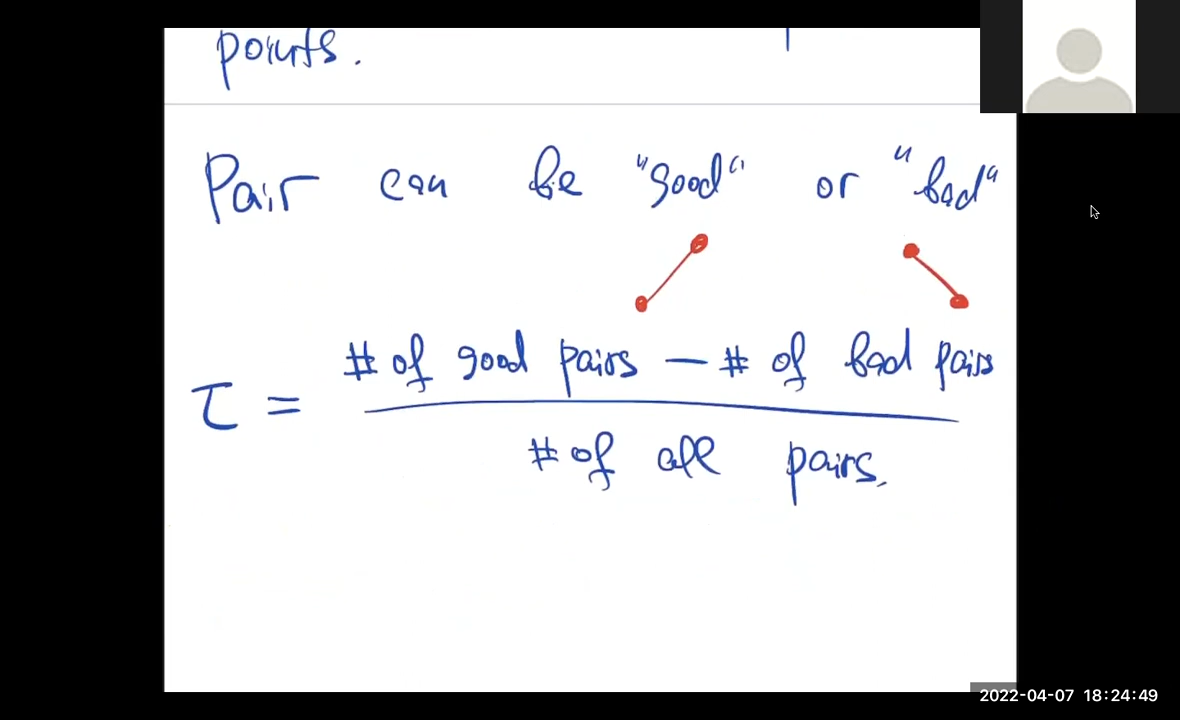 points.
Pair can be "good" or "bad"
τ = # of good pairs — # of bad pairs
# of all pairs.
2022-04-07 18:24:49